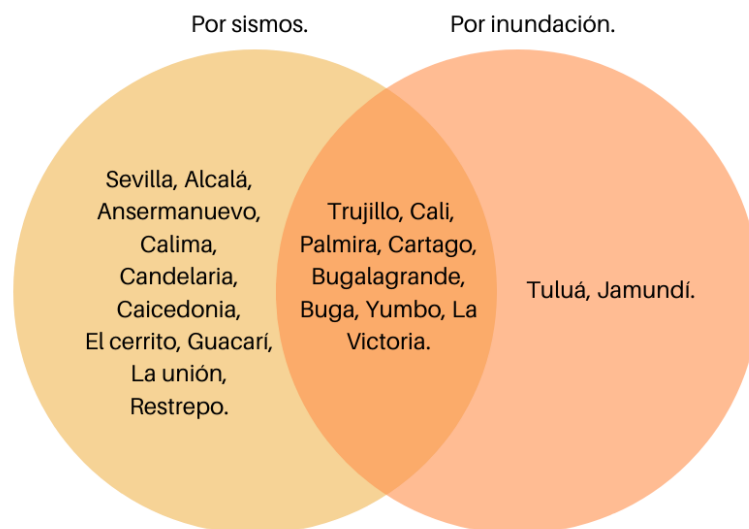 Por sismos.
Por inundación.
Sevilla, Alcalá,
Ansermanuevo,
Calima,
Candelaria,
Caicedonia,
El cerrito, Guacarí,
La unión,
Restrepo.
Trujillo, Cali,
Palmira, Cartago,
Bugalagrande,
Buga, Yumbo, La
Victoria.
Tuluá, Jamundí.